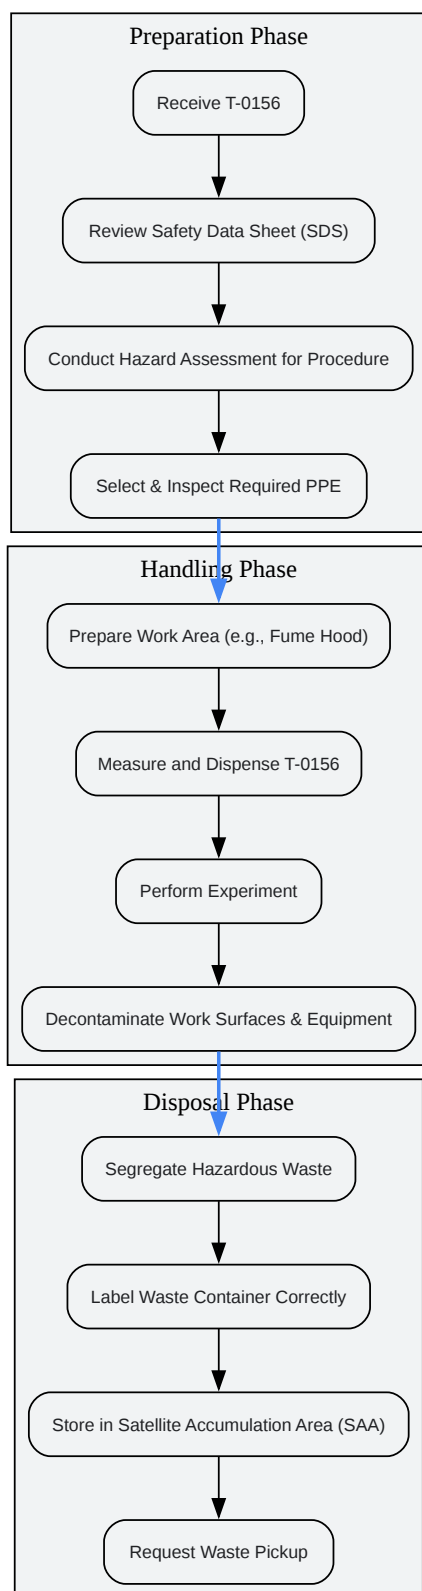 Preparation Phase
Receive T-0156
Review Safety Data Sheet (SDS)
Conduct Hazard Assessment for Procedure
Select & Inspect Required PPE
Handling Phase
Prepare Work Area (e.g., Fume Hood)
Measure and Dispense T-0156
Perform Experiment
Decontaminate Work Surfaces & Equipment
Disposal Phase
Segregate Hazardous Waste
Label Waste Container Correctly
Store in Satellite Accumulation Area (SAA)
Request Waste Pickup